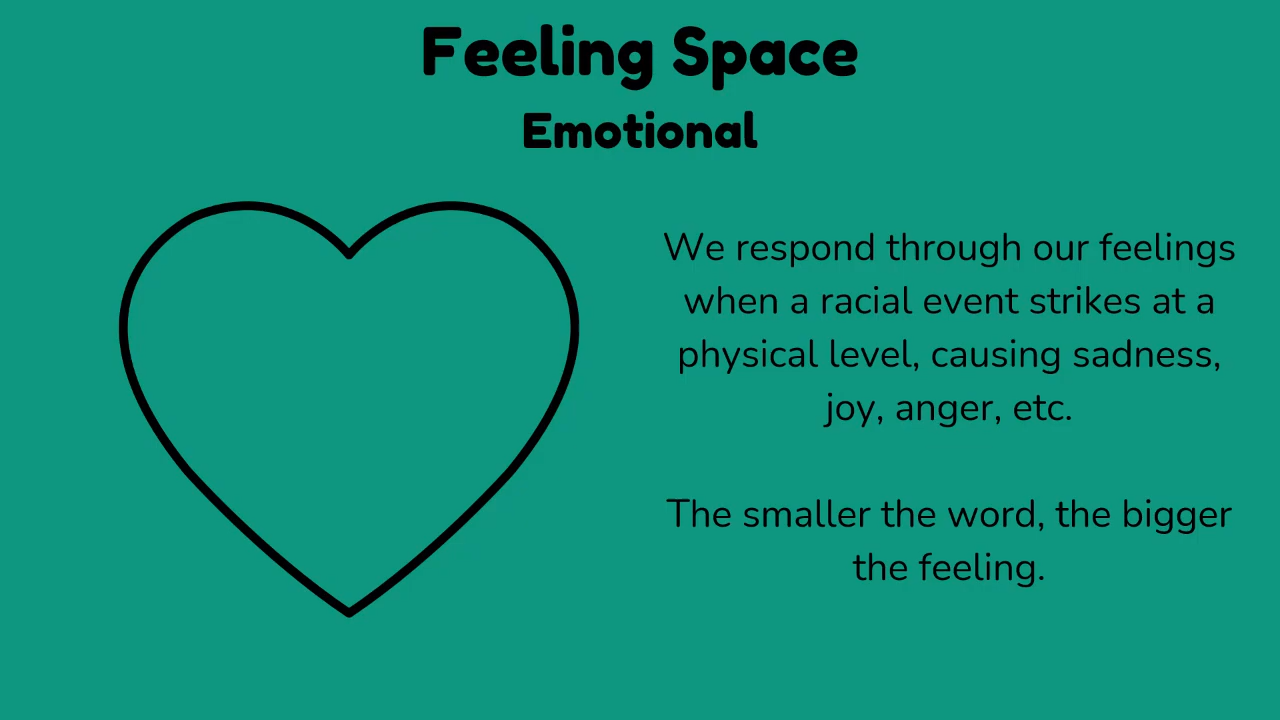 Feeling Space
Emotional
We respond through our feelings
when a racial event strikes at a
physical level, causing sadness,
joy, anger, etc.
The smaller the word, the bigger
the feeling.